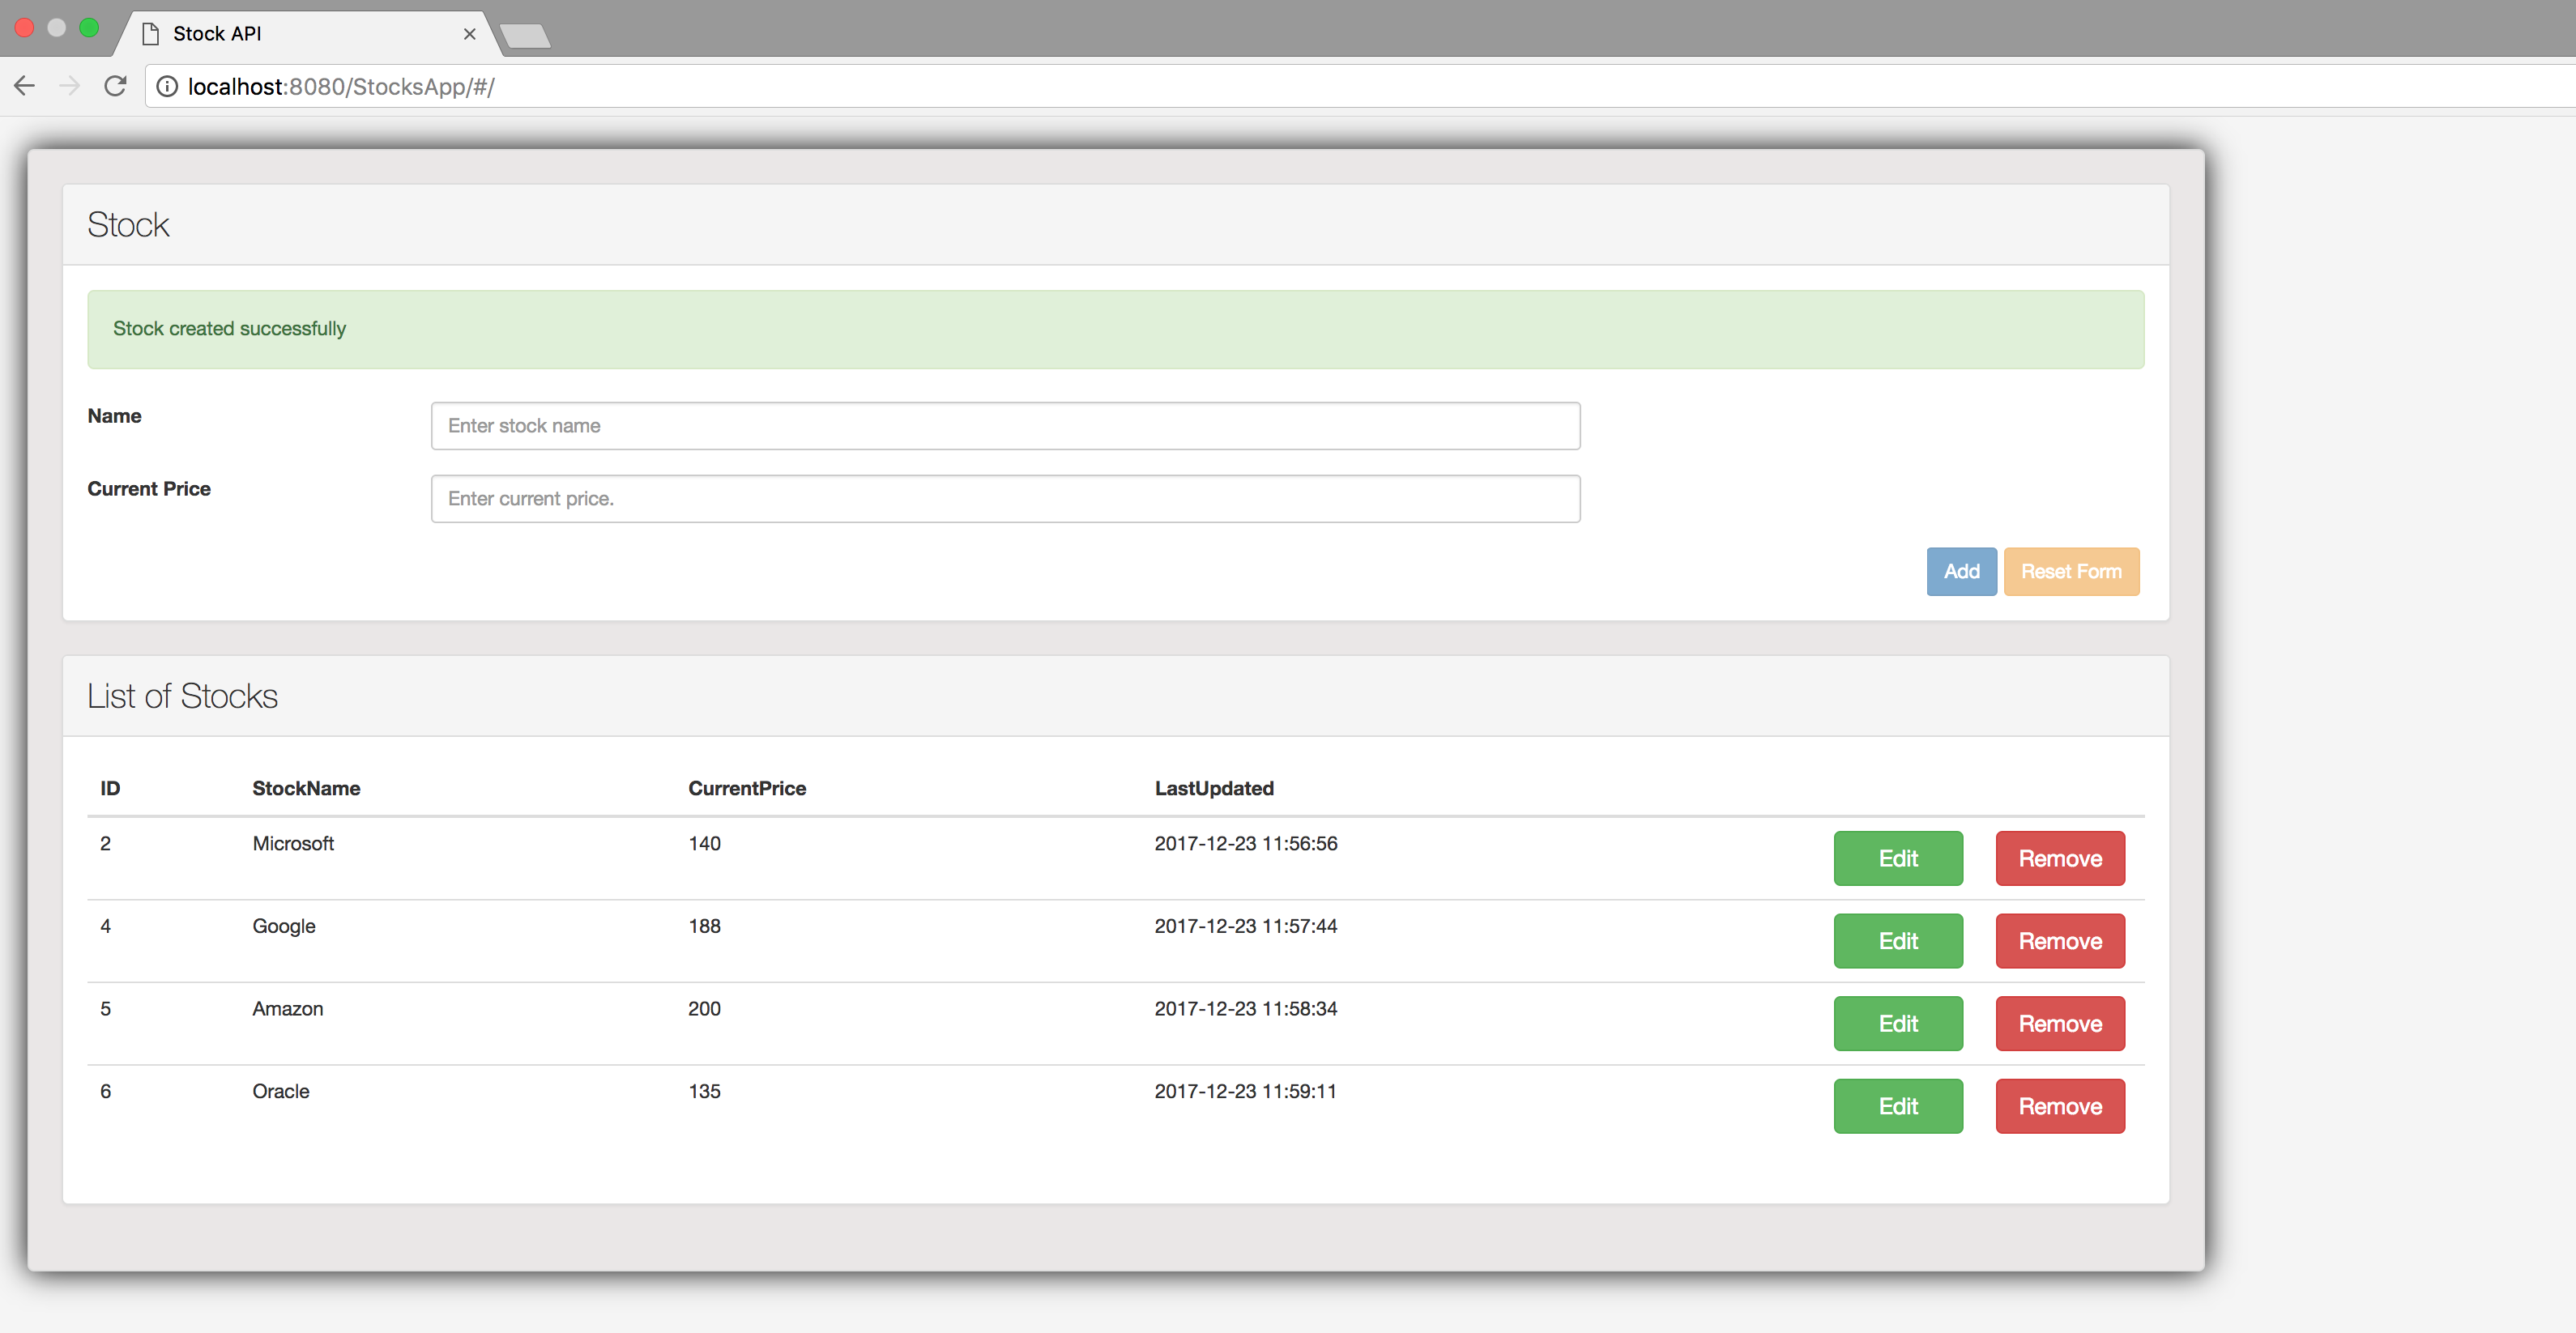 Stock API
localhost:8080/StocksApp/#/
Stock
Stock created successfully
Name
Enter stock name
Current Price
Enter current price.
Add Reset Form
List of Stocks
ID StockName CurrentPrice LastUpdated
2 Microsoft 140 2017-12-23 11:56:56 Edit Remove
4 Google 188 2017-12-23 11:57:44 Edit Remove
5 Amazon 200 2017-12-23 11:58:34 Edit Remove
6 Oracle 135 2017-12-23 11:59:11 Edit Remove